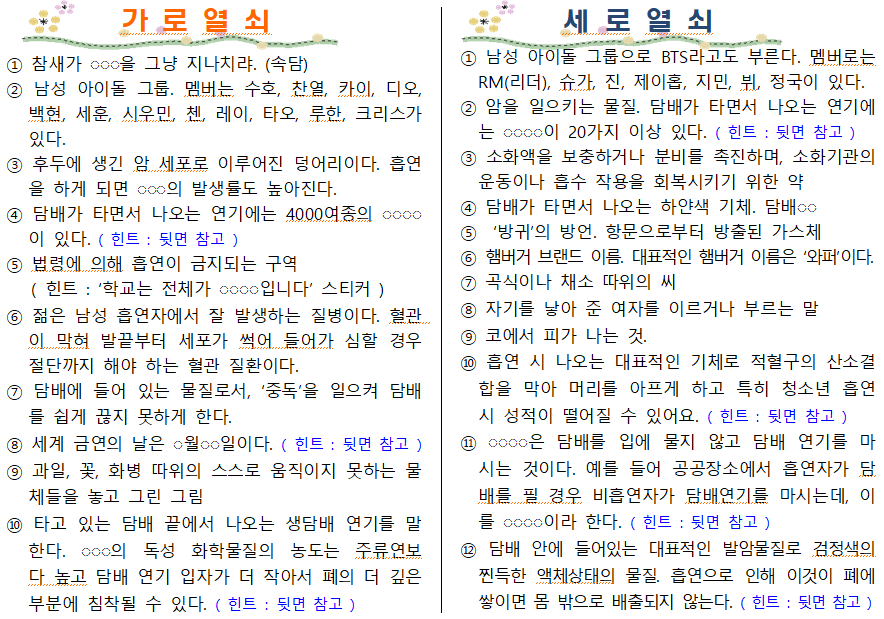 가로열쇠
① 참새가 ○○○을 그냥 지나치랴. (속담)
② 남성 아이돌 그룹. 멤버는 수호, 찬열, 카이, 디오,
백현, 세훈, 시우민, 첸, 레이, 타오, 루한, 크리스가
있다.
③ 후두에 생긴 암 세포로 이루어진 덩어리이다. 흡연
을 하게 되면 ○○○의 발생률도 높아진다.
④ 담배가 타면서 나오는 연기에는 4000여종의 ○○○○
이 있다. ( 힌트 : 뒷면 참고 )
⑤ 법령에 의해 흡연이 금지되는 구역
( 힌트 : ‘학교는 전체가 ○○○○입니다’ 스티커 )
⑥ 젊은 남성 흡연자에서 잘 발생하는 질병이다. 혈관
이 막혀 발끝부터 세포가 썩어 들어가 심할 경우
절단까지 해야 하는 혈관 질환이다.
⑦ 담배에 들어 있는 물질로서, ‘중독’을 일으켜 담배
를 쉽게 끊지 못하게 한다.
⑧ 세계 금연의 날은 ○월○○일이다. ( 힌트 : 뒷면 참고 )
⑨ 과일, 꽃, 화병 따위의 스스로 움직이지 못하는 물
체들을 놓고 그린 그림
⑩ 타고 있는 담배 끝에서 나오는 생담배 연기를 말
한다. ○○○의 독성 화학물질의 농도는 주류연보
다 높고 담배 연기 입자가 더 작아서 폐의 더 깊은
부분에 침착될 수 있다. ( 힌트 : 뒷면 참고 )
세로열쇠
① 남성 아이돌 그룹으로 BTS라고도 부른다. 멤버로는
RM(리더), 슈가, 진, 제이홉, 지민, 뷔, 정국이 있다.
② 암을 일으키는 물질. 담배가 타면서 나오는 연기에
는 ○○○○이 20가지 이상 있다. ( 힌트 : 뒷면 참고 )
③ 소화액을 보충하거나 분비를 촉진하며, 소화기관의
운동이나 흡수 작용을 회복시키기 위한 약
④ 담배가 타면서 나오는 하얀색 기체. 담배○○
⑤ ‘방귀’의 방언. 항문으로부터 방출된 가스체
⑥ 햄버거 브랜드 이름. 대표적인 햄버거 이름은 ‘와퍼’이다.
⑦ 곡식이나 채소 따위의 씨
⑧ 자기를 낳아 준 여자를 이르거나 부르는 말
⑨ 코에서 피가 나는 것.
⑩ 흡연 시 나오는 대표적인 기체로 적혈구의 산소결
합을 막아 머리를 아프게 하고 특히 청소년 흡연
시 성적이 떨어질 수 있어요. ( 힌트 : 뒷면 참고 )
⑪ ○○○○은 담배를 입에 물지 않고 담배 연기를 마
시는 것이다. 예를 들어 공공장소에서 흡연자가 담
배를 필 경우 비흡연자가 담배연기를 마시는데, 이
를 ○○○○이라 한다. ( 힌트 : 뒷면 참고 )
⑫ 담배 안에 들어있는 대표적인 발암물질로 검정색의
찐득한 액체상태의 물질. 흡연으로 인해 이것이 폐에
쌓이면 몸 밖으로 배출되지 않는다. ( 힌트 : 뒷면 참고 )